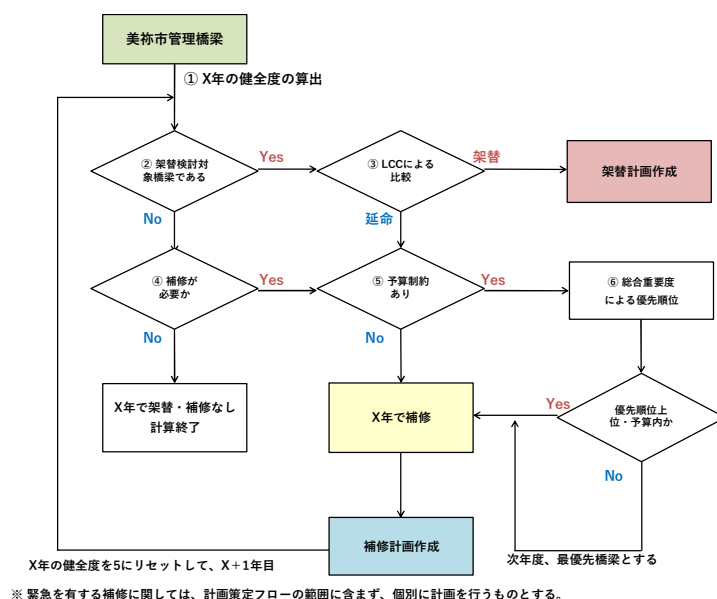 美祢市管理橋梁
① X年の健全度の算出
② 架替検討対
象橋梁である
Yes
③ LCCによる
比較
架替
架替計画作成
No
延命
④ 補修が
必要か
Yes
⑤ 予算制約
あり
Yes
⑥ 総合重要度
による優先順位
No
No
X年で架替・補修なし
計算終了
X年で補修
Yes
優先順位上
位・予算内か
No
補修計画作成
次年度、最優先橋梁とする
X年の健全度を5にリセットして、X+1年目
※ 緊急を有する補修に関しては、計画策定フローの範囲に含まず、個別に計画を行うものとする。